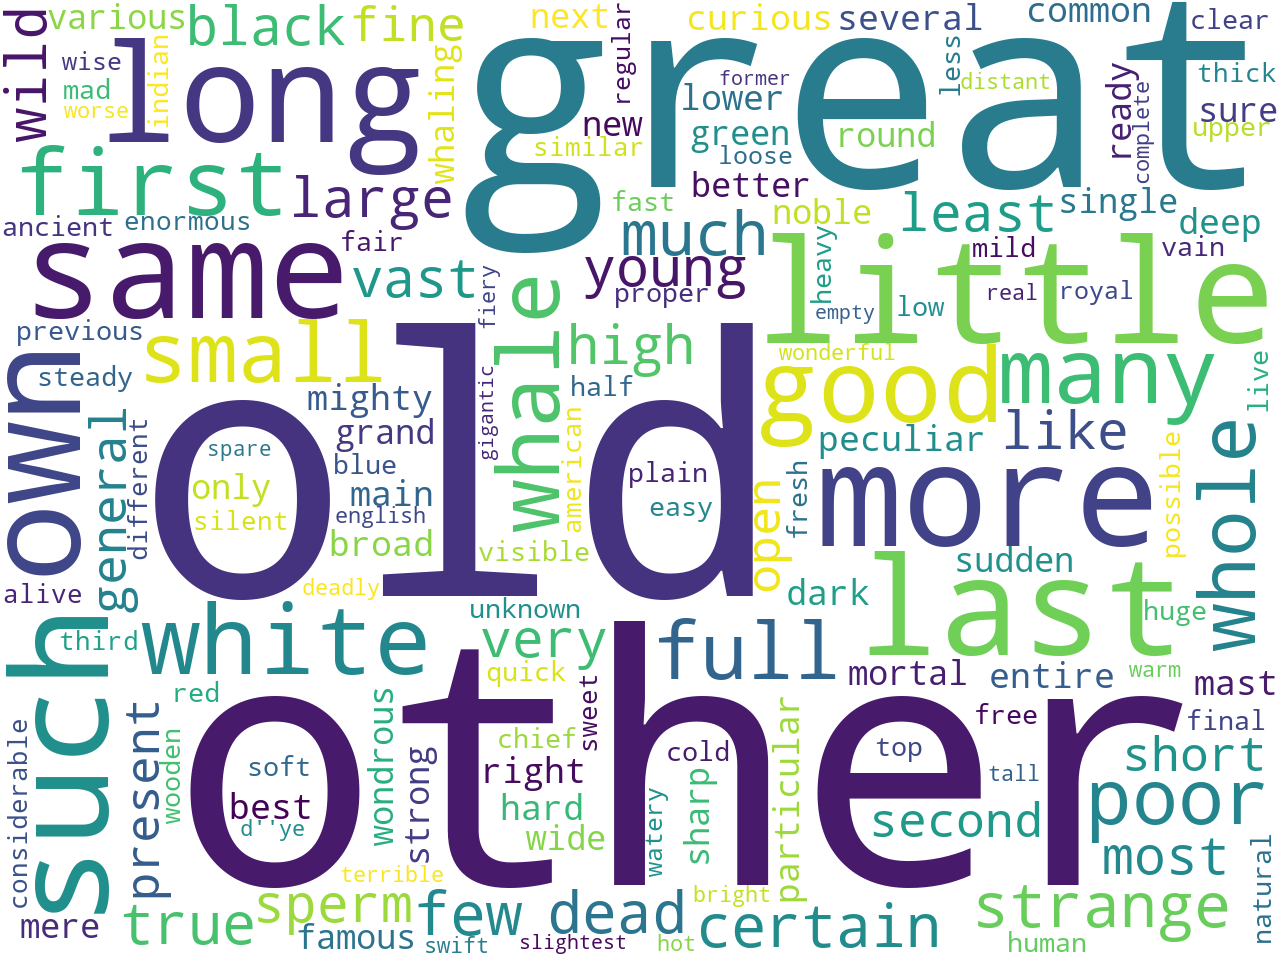 various
black
fine
next
curious
several
common
clear
wild
wise
mad
worse
indian
long
great
whaling
regular
former
less
distant
thick
lower
new
green
round
ready
complete
sure
upper
similar
loose
first
large
better
fast
noble
least
single
deep
ancient
enormous
fair
same
vast
much
young
proper
heavy
mild
vain
little
low
real
royal
empty
fiery
whale
previous
steady
small
high
half
wonderful
good
many
live
own
old
mighty
grand
gigantic
american
general
different
spare
only
silent
blue
main
english
broad
plain
easy
visible
peculiar
like
more
open
fresh
possible
whole
deadly
alive
sudden
dark
last
huge
unknown
such
third
white
very
full
quick
mortal
entire
warm
mast
red
other
present
wooden
wondrous
strong
sweet
chief
right
hard
wide
cold
sharp
watery
particular
free
final
top
tall
short
soft
best
d''ye
second
poor
most
considerable
terrible
bright
natural
mere
true
sperm
famous
few
swift
dead
slightest
hot
certain
strange
human